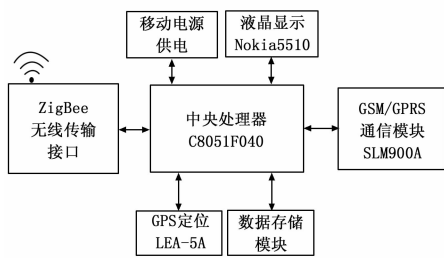 移动电源
供电
液晶显示
Nokia5510
ZigBee
无线传输
接口
中央处理器
C8051F040
GSM/GPRS
通信模块
SLM900A
GPS定位
LEA-5A
数据存储
模块